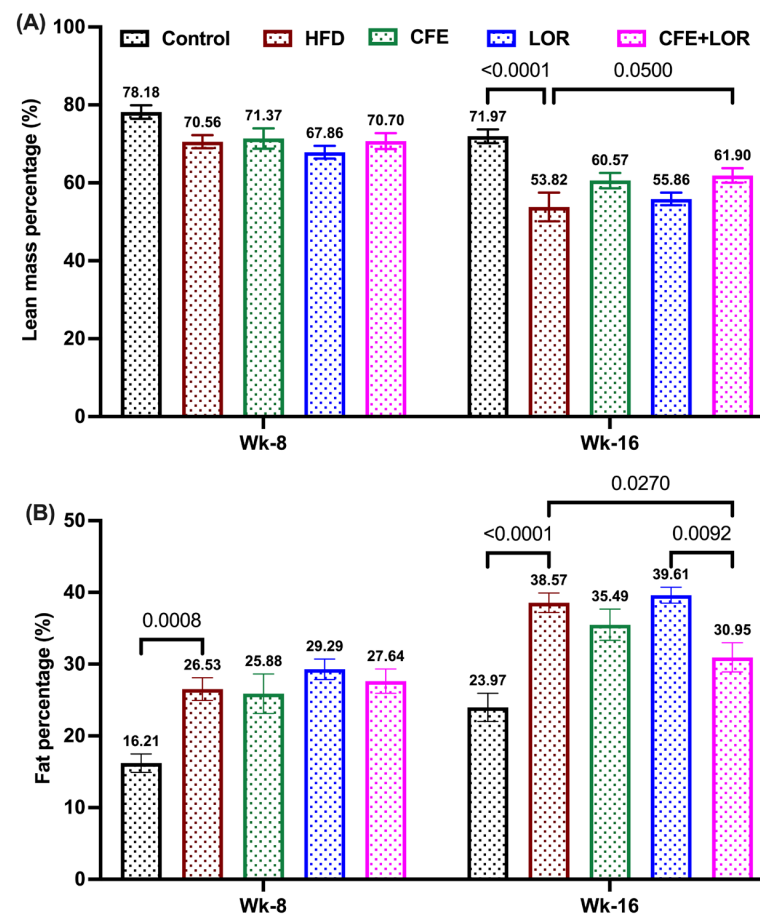 (A)
Control HFD CFE LOR CFE+LOR
Lean mass percentage (%)
100
80
60
40
20
0
78.18 70.56 71.37 67.86 70.70
<0.0001 0.0500
71.97 53.82 60.57 55.86 61.90
Wk-8 Wk-16
(B)
Fat percentage (%)
50
40
30
20
10
0
0.0008
16.21 26.53 25.88 29.29 27.64
0.0270
<0.0001 0.0092
23.97 38.57 35.49 39.61 30.95
Wk-8 Wk-16